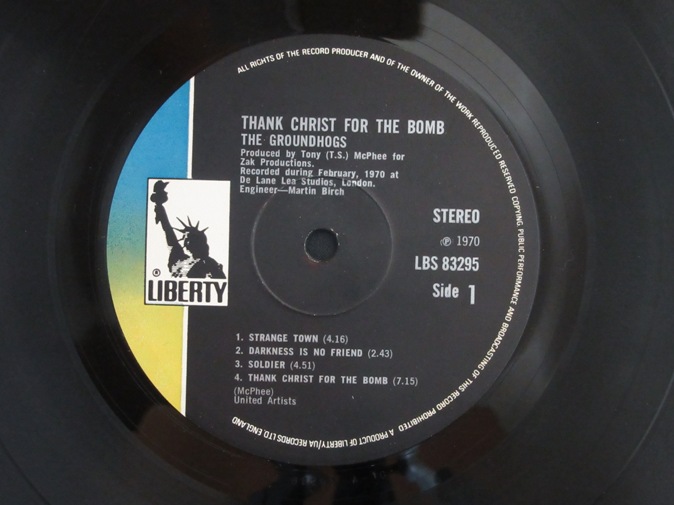 ALL RIGHTS OF THE RECORD PRODUCER AND OF THE OWNER OF THE WORK REPRODUCED RESERVED COPYING PUBLIC PERFORMANCE AND BROADCASTING OF THIS RECORD PROHIBITED A PRODUCT OF LIBERTY/UA RECORDS LTD ENGLAND
THANK CHRIST FOR THE BOMB
THE GROUNDHOGS
Produced by Tony (T.S.) McPhee for
Zak Productions.
Recorded during February, 1970 at
De Lane Lea Studios, London.
Engineer—Martin Birch
STEREO
℗ 1970
LBS 83295
Side 1
® LIBERTY
1. STRANGE TOWN (4.16)
2. DARKNESS IS NO FRIEND (2.43)
3. SOLDIER (4.51)
4. THANK CHRIST FOR THE BOMB (7.15)
(McPhee)
United Artists